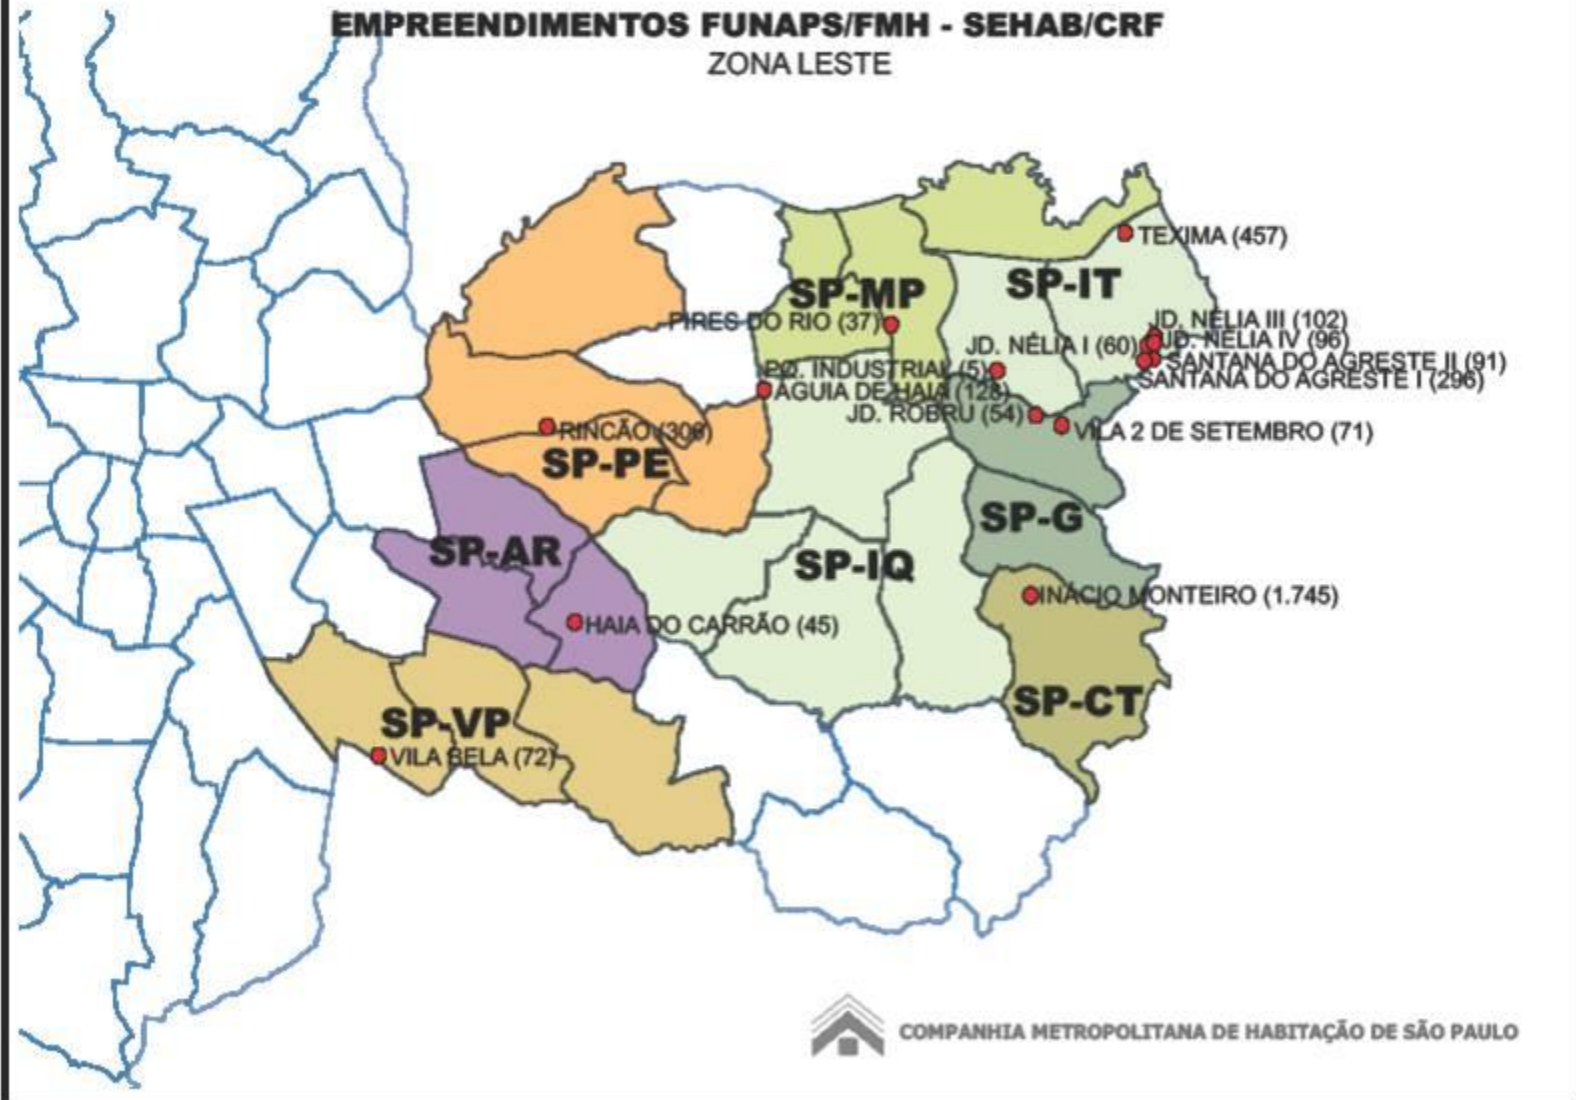 EMPREENDIMENTOS FUNAPS/FMH - SEHAB/CRF
ZONA LESTE
TEXIMA (457)
SP-IT
SP-MP
PIRES DO RIO (37)
JD. NÉLIA III (102)
JD. NÉLIA IV (96)
JD. NÉLIA I (60)
SANTANA DO AGRESTE II (91)
PQ. INDUSTRIAL (5)
SANTANA DO AGRESTE I (296)
ÁGUIA DE HAIA (128)
JD. ROBRU (54)
VILA 2 DE SETEMBRO (71)
RINCÃO (306)
SP-PE
SP-G
SP-AR
SP-IQ
INÁCIO MONTEIRO (1.745)
HAIA DO CARRÃO (45)
SP-CT
SP-VP
VILA BELA (72)
COMPANHIA METROPOLITANA DE HABITAÇÃO DE SÃO PAULO